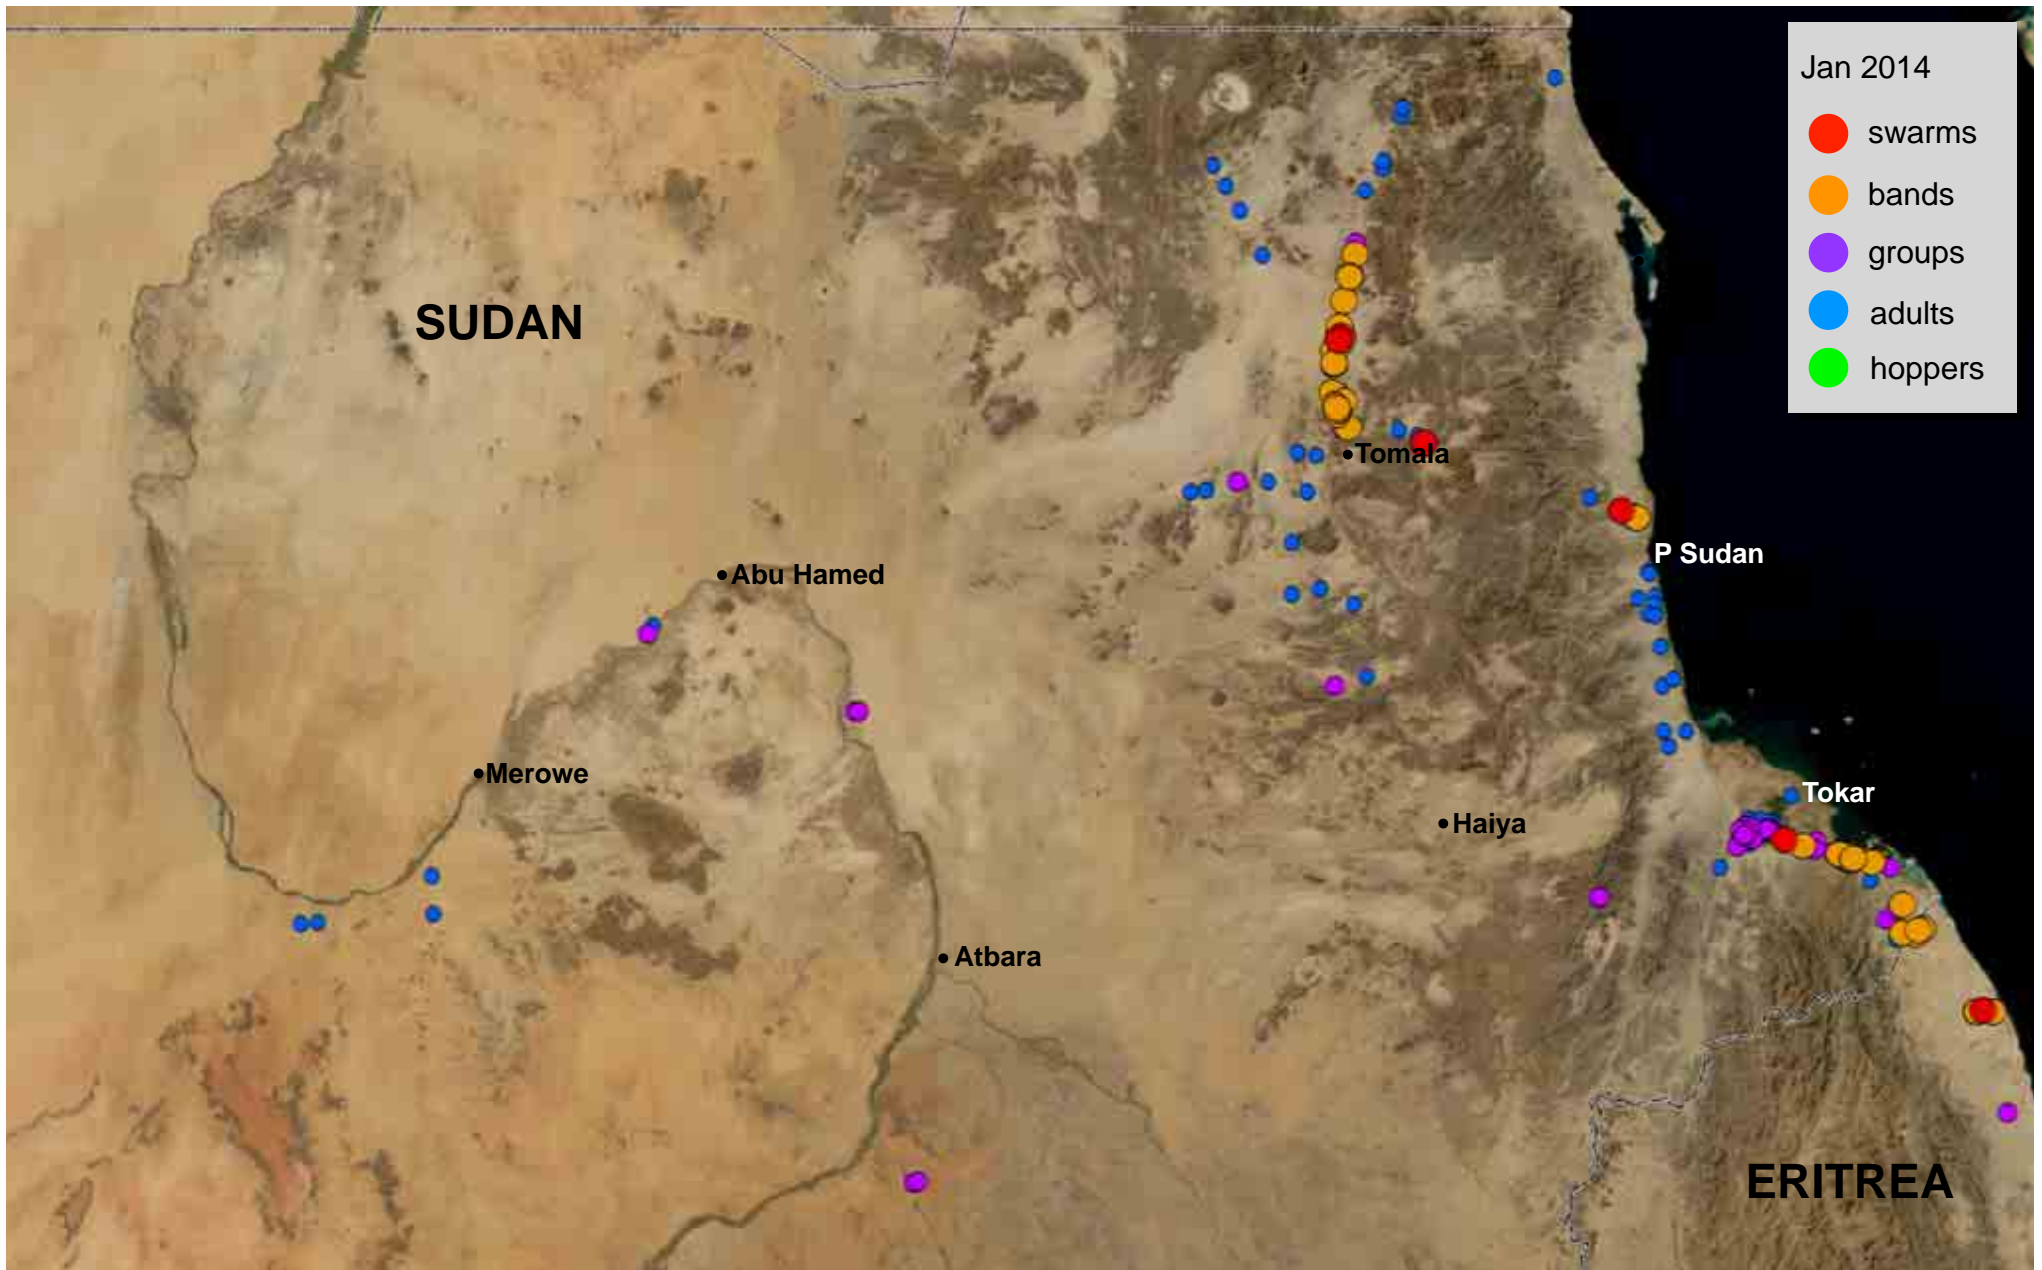 Jan 2014
swarms
bands
groups
adults
hoppers
SUDAN
Tomala
P Sudan
Abu Hamed
Merowe
Tokar
Haiya
Atbara
ERITREA